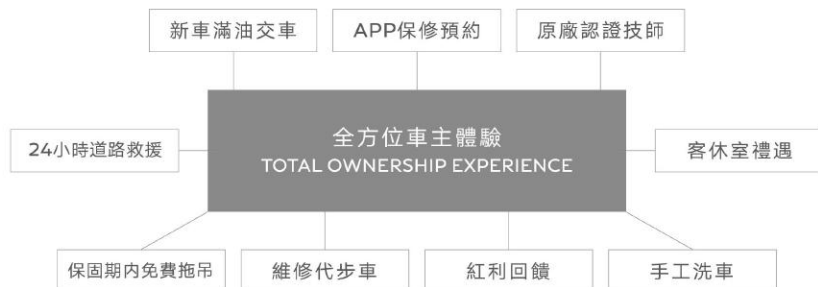 新車滿油交車
APP保修預約
原廠認證技師
24小時道路救援
全方位車主體驗
TOTAL OWNERSHIP EXPERIENCE
客休室禮遇
保固期内免費拖吊
維修代步車
紅利回饋
手工洗車